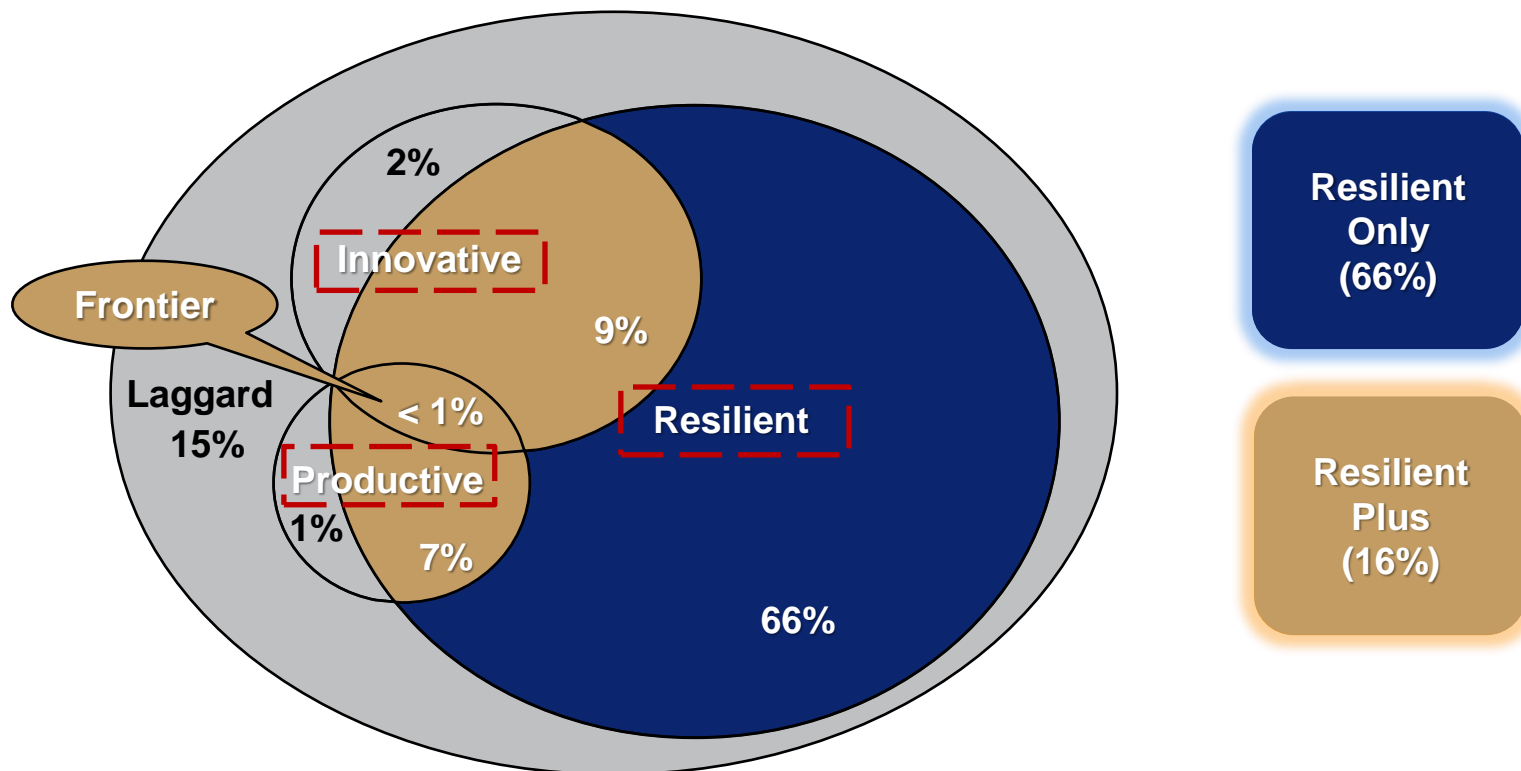 2%
Innovative
Frontier
9%
Laggard
15%
< 1%
Resilient
Productive
1%
7%
66%
Resilient
Only
(66%)
Resilient
Plus
(16%)